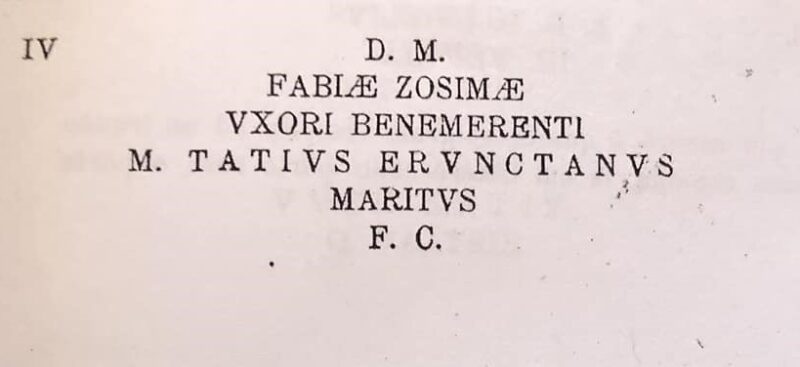 IV D. M.
FABIÆ ZOSIMÆ
VXORI BENEMERENTI
M. TATIVS ERVNCTANVS
MARITVS
F. C.